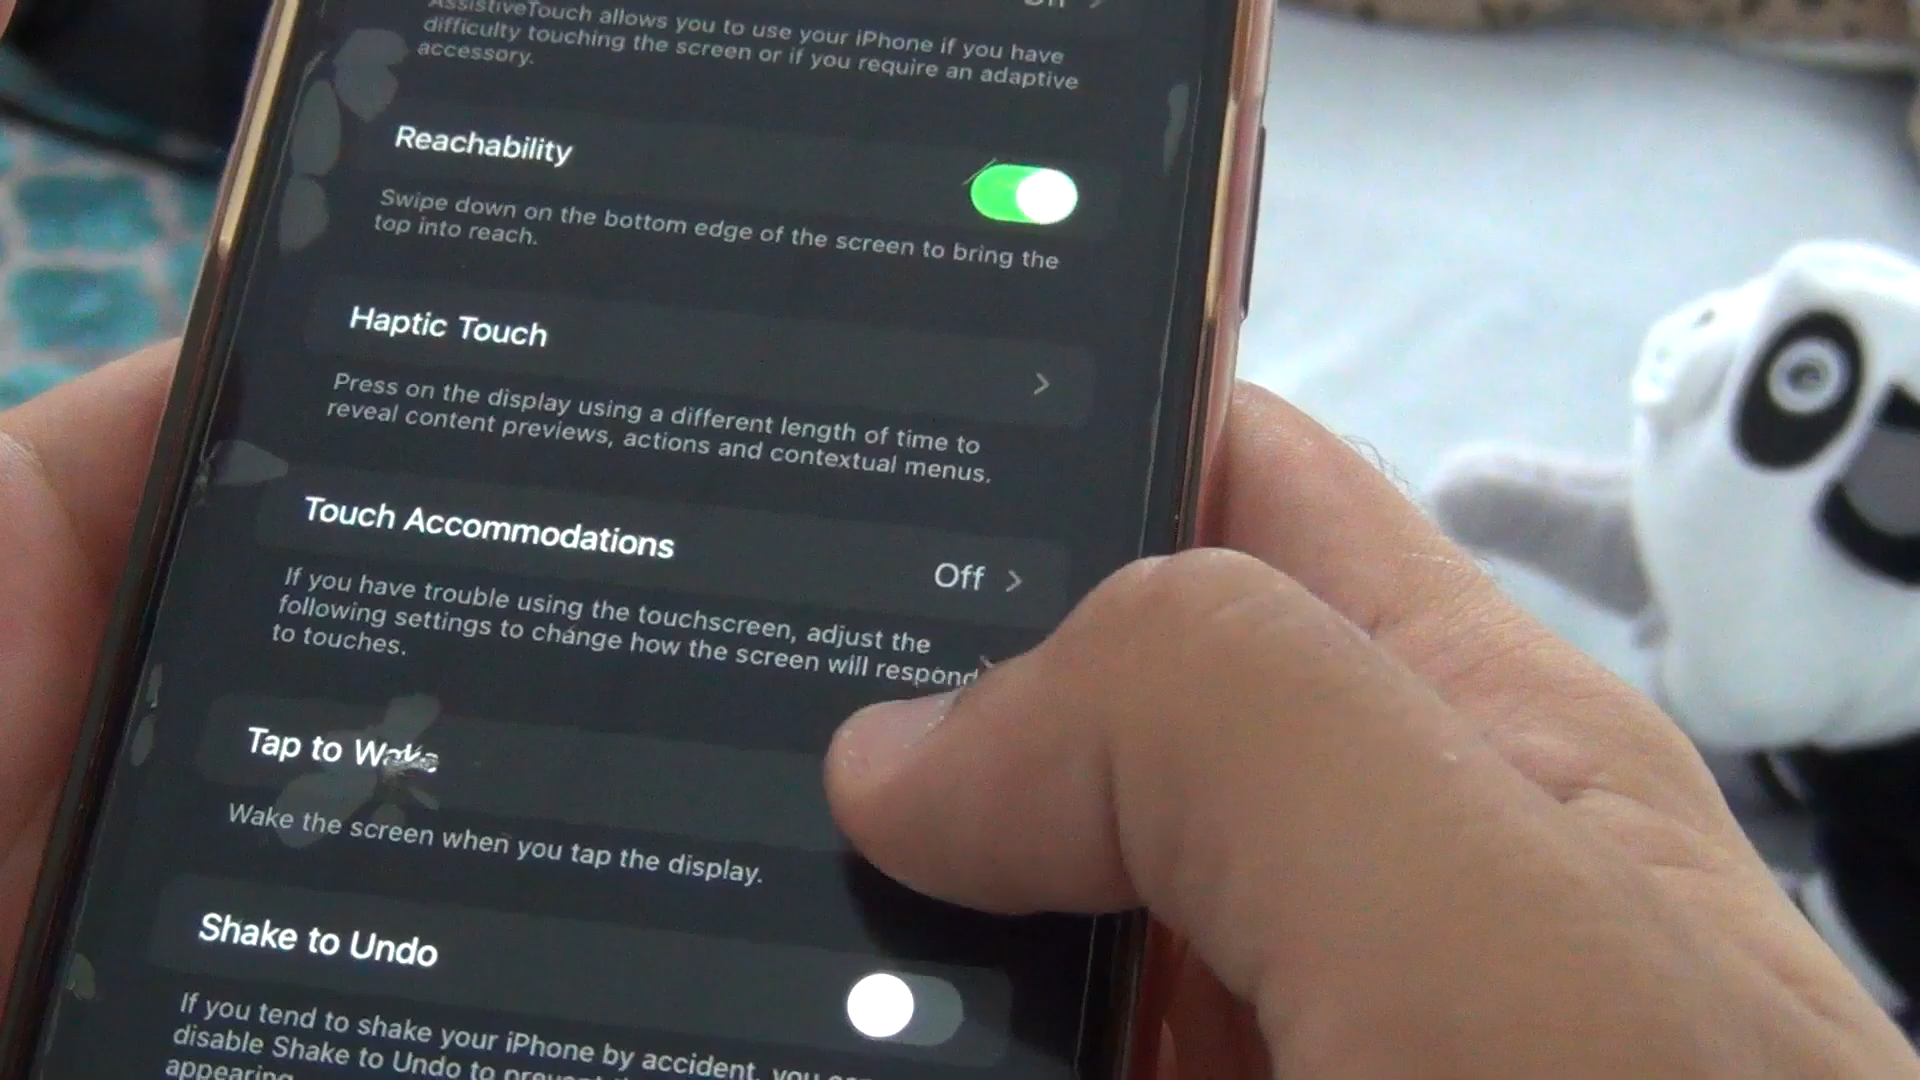 AssistiveTouch allows you to use your iPhone if you have
difficulty touching the screen or if you require an adaptive
accessory.
Reachability
Swipe down on the bottom edge of the screen to bring the
top into reach.
Haptic Touch
Press on the display using a different length of time to
reveal content previews, actions and contextual menus.
Touch Accommodations
Off
If you have trouble using the touchscreen, adjust the
following settings to change how the screen will respond
to touches.
Tap to Wake
Wake the screen when you tap the display.
Shake to Undo
If you tend to shake your iPhone by accident, you
disable Shake to Undo to
appearing